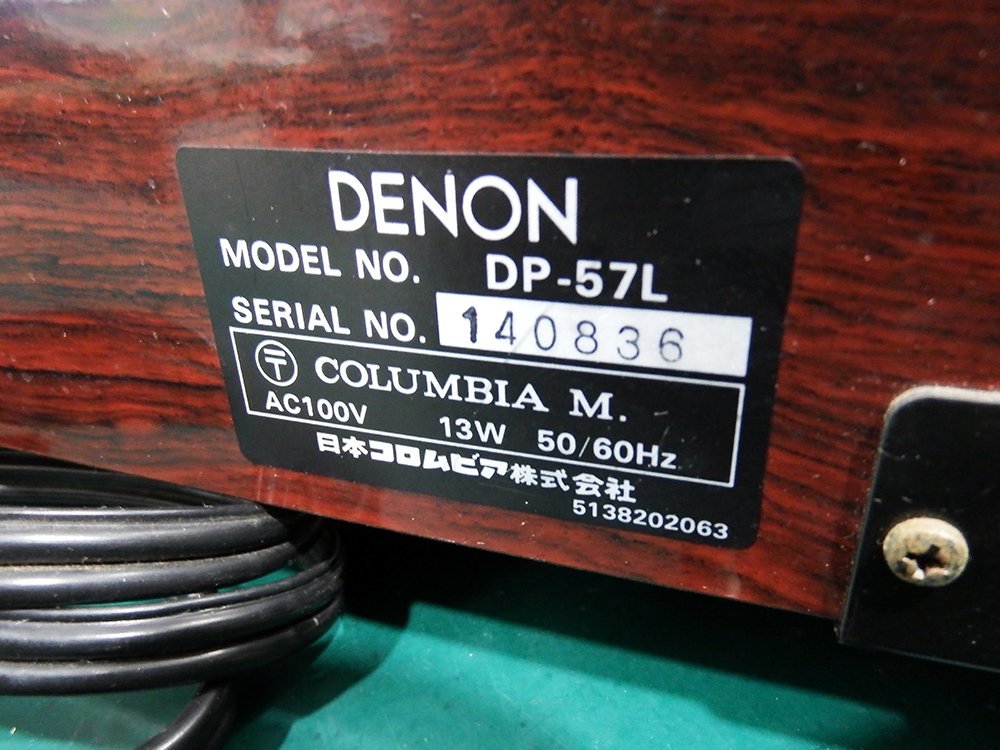 DENON
MODEL NO. DP-57L
SERIAL NO. 140836
〒 COLUMBIA M.
AC100V 13W 50/60Hz
日本コロムビア株式会社
5138202063